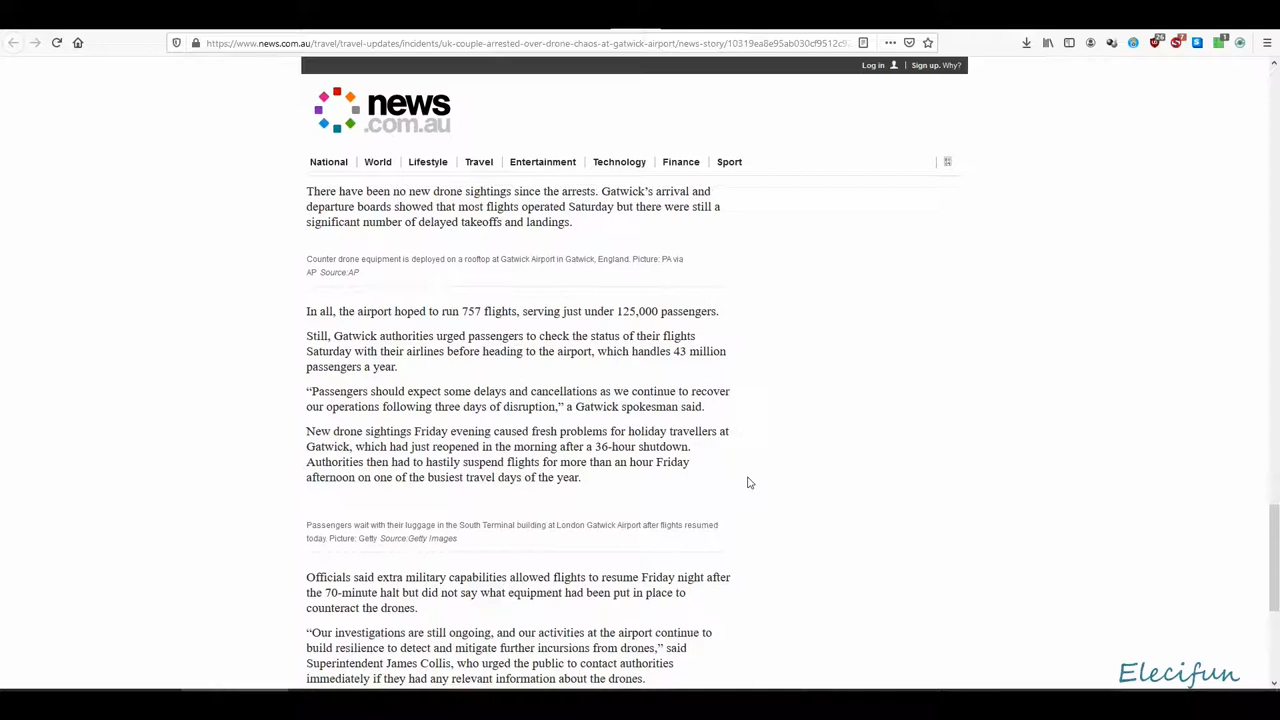 https://www.news.com.au/travel/travel-updates/incidents/uk-couple-arrested-over-drone-chaos-at-gatwick-airport/news-story/10319ea8e95ab030cf9512c9
Log in | Sign up. Why?
news
.com.au
National | World | Lifestyle | Travel | Entertainment | Technology | Finance | Sport
There have been no new drone sightings since the arrests. Gatwick’s arrival and
departure boards showed that most flights operated Saturday but there were still a
significant number of delayed takeoffs and landings.
Counter drone equipment is deployed on a rooftop at Gatwick Airport in Gatwick, England. Picture: PA via
AP Source:AP
In all, the airport hoped to run 757 flights, serving just under 125,000 passengers.
Still, Gatwick authorities urged passengers to check the status of their flights
Saturday with their airlines before heading to the airport, which handles 43 million
passengers a year.
“Passengers should expect some delays and cancellations as we continue to recover
our operations following three days of disruption,” a Gatwick spokesman said.
New drone sightings Friday evening caused fresh problems for holiday travellers at
Gatwick, which had just reopened in the morning after a 36-hour shutdown.
Authorities then had to hastily suspend flights for more than an hour Friday
afternoon on one of the busiest travel days of the year.
Passengers wait with their luggage in the South Terminal building at London Gatwick Airport after flights resumed
today. Picture: Getty Source:Getty Images
Officials said extra military capabilities allowed flights to resume Friday night after
the 70-minute halt but did not say what equipment had been put in place to
counteract the drones.
“Our investigations are still ongoing, and our activities at the airport continue to
build resilience to detect and mitigate further incursions from drones,” said
Superintendent James Collis, who urged the public to contact authorities
immediately if they had any relevant information about the drones.
Elecifun